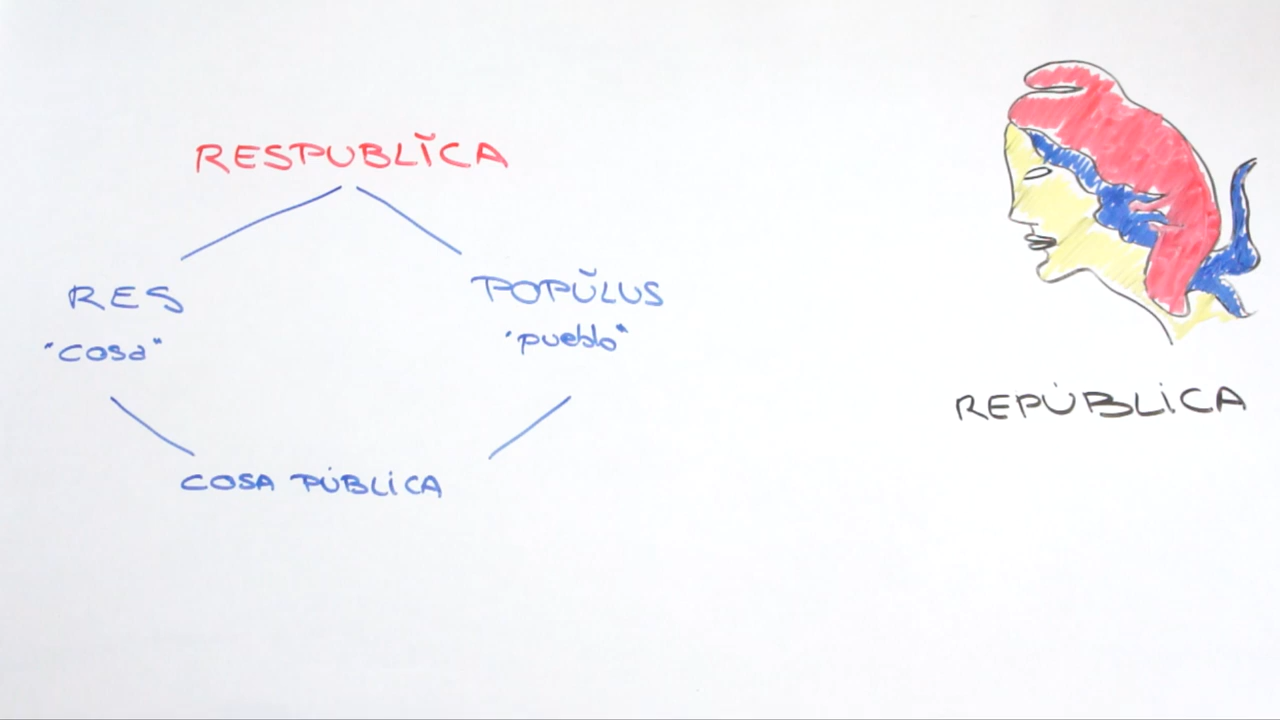 RESPUBLĬCA
RES
"cosa"
POPŬLUS
"pueblo"
COSA PÚBLICA
REPÚBLICA